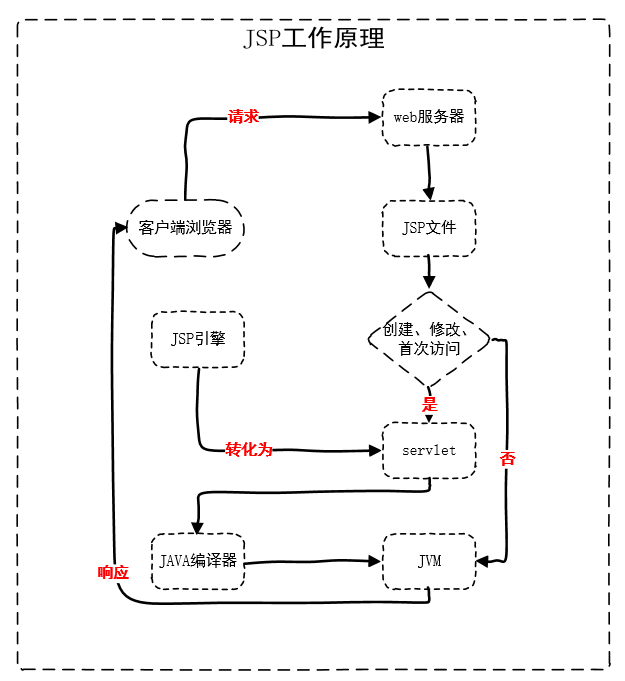 JSP工作原理
请求
web服务器
客户端浏览器
JSP文件
JSP引擎
创建、修改、
首次访问
是
转化为
servlet
否
JAVA编译器
JVM
响应